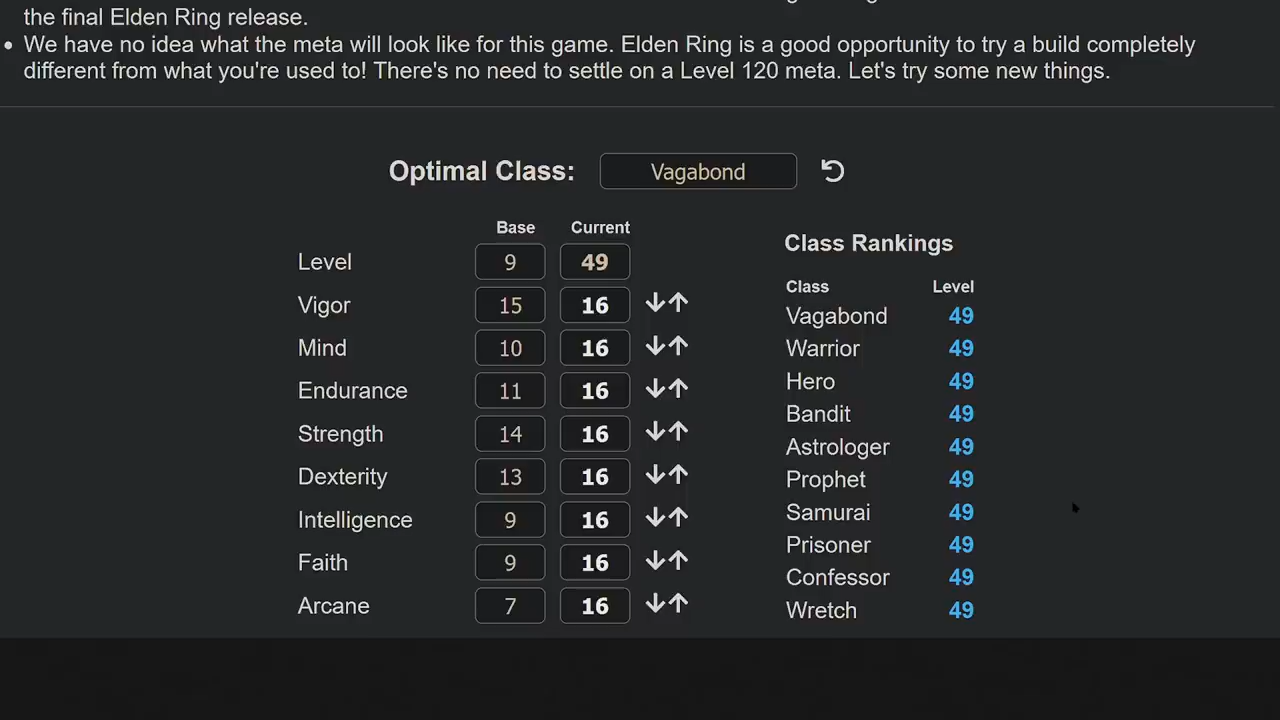 the final Elden Ring release.
• We have no idea what the meta will look like for this game. Elden Ring is a good opportunity to try a build completely
different from what you're used to! There's no need to settle on a Level 120 meta. Let's try some new things.
Optimal Class: Vagabond
Base Current
Level 9 49
Vigor 15 16
Mind 10 16
Endurance 11 16
Strength 14 16
Dexterity 13 16
Intelligence 9 16
Faith 9 16
Arcane 7 16
Class Rankings
Class Level
Vagabond 49
Warrior 49
Hero 49
Bandit 49
Astrologer 49
Prophet 49
Samurai 49
Prisoner 49
Confessor 49
Wretch 49